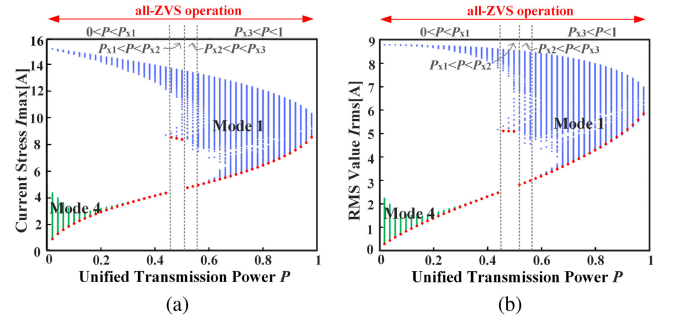 all-ZVS operation
0<P<Px1
Px3<P<1
Px1<P<Px2
Px2<P<Px3
Current Stress Imax[A]
16
14
12
10
8
6
4
2
0
Mode 1
Mode 4
0 0.2 0.4 0.6 0.8 1
Unified Transmission Power P
(a)
all-ZVS operation
0<P<Px1
Px3<P<1
Px1<P<Px2
Px2<P<Px3
RMS Value Irms[A]
9
8
7
6
5
4
3
2
1
0
Mode 1
Mode 4
0 0.2 0.4 0.6 0.8 1
Unified Transmission Power P
(b)